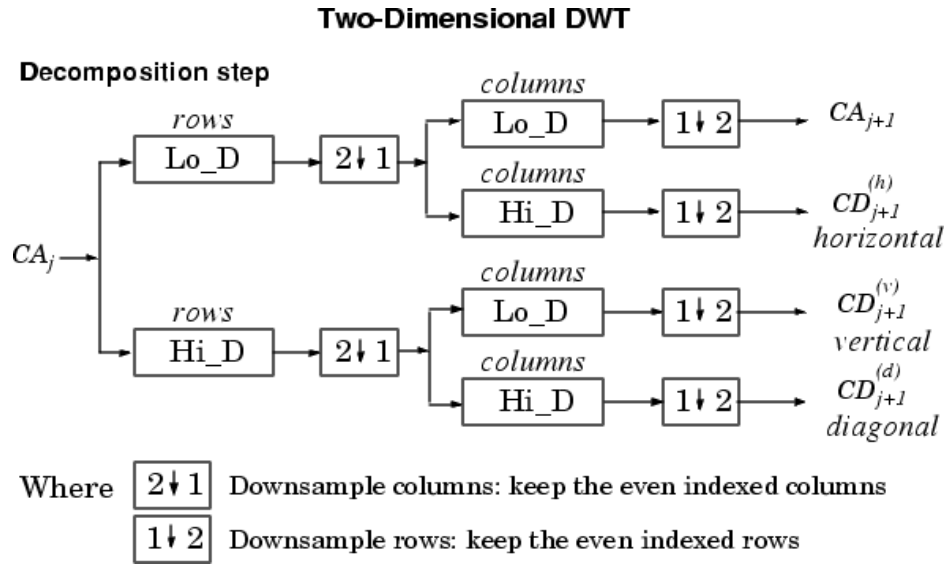 Two-Dimensional DWT
Decomposition step
columns
rows
Lo_D
1↓2
CA_{j+1}
Lo_D
2↓1
columns
Hi_D
1↓2
CD_{j+1}^{(h)}
horizontal
CA_j
columns
rows
Lo_D
1↓2
CD_{j+1}^{(v)}
vertical
Hi_D
2↓1
columns
Hi_D
1↓2
CD_{j+1}^{(d)}
diagonal
Where 2↓1 Downsample columns: keep the even indexed columns
1↓2 Downsample rows: keep the even indexed rows